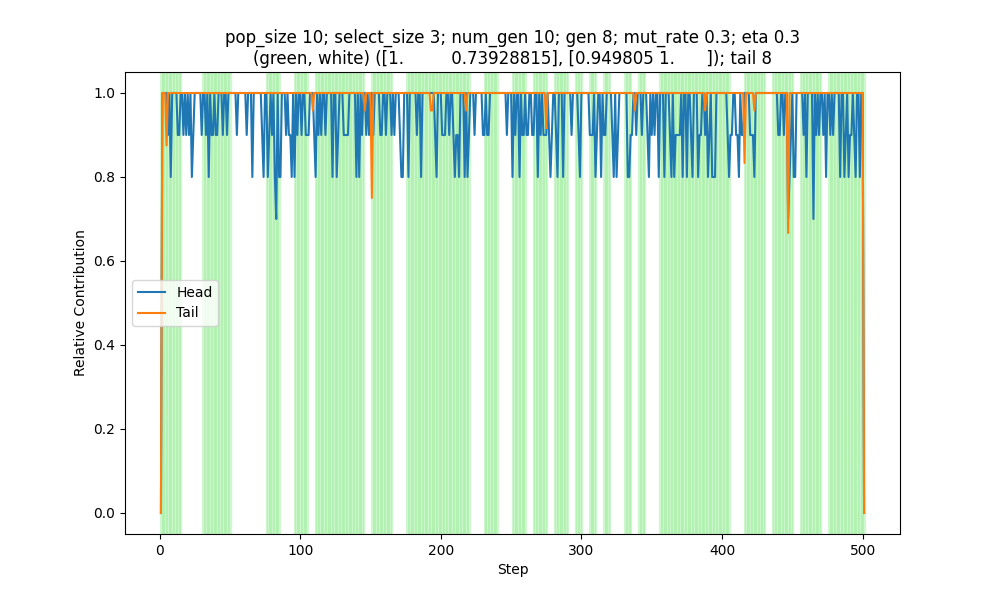 pop_size 10; select_size 3; num_gen 10; gen 8; mut_rate 0.3; eta 0.3
(green, white) ([1. 0.73928815], [0.949805 1. ]); tail 8
1.0
0.8
0.6
0.4
0.2
0.0
Relative Contribution
Head
Tail
0 100 200 300 400 500
Step